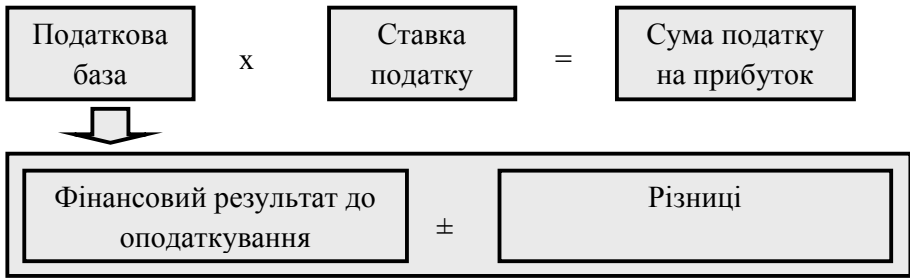 Податкова база х Ставка податку = Сума податку на прибуток
Фінансовий результат до оподаткування ± Різниці